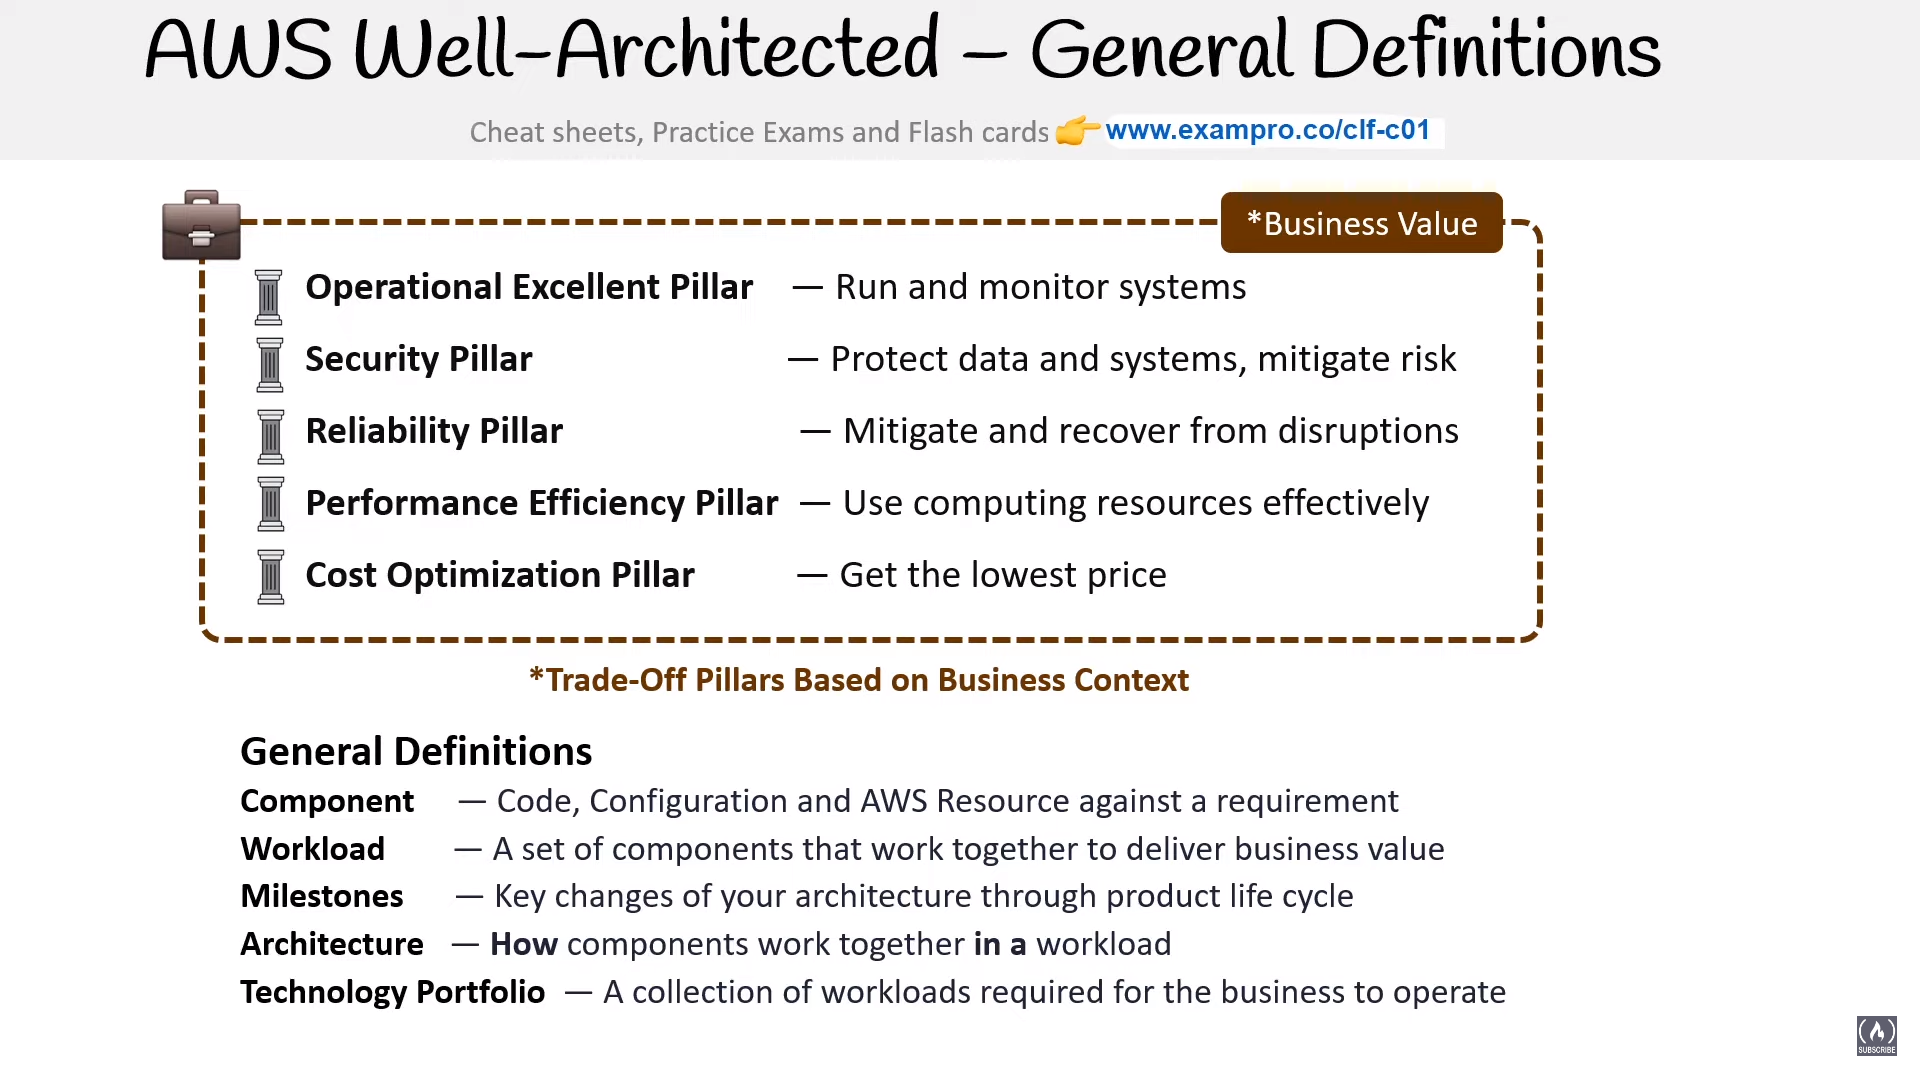 AWS Well-Architected – General Definitions
Cheat sheets, Practice Exams and Flash cards 👉 www.exampro.co/clf-c01
*Business Value
Operational Excellent Pillar — Run and monitor systems
Security Pillar — Protect data and systems, mitigate risk
Reliability Pillar — Mitigate and recover from disruptions
Performance Efficiency Pillar — Use computing resources effectively
Cost Optimization Pillar — Get the lowest price
*Trade-Off Pillars Based on Business Context
General Definitions
Component — Code, Configuration and AWS Resource against a requirement
Workload — A set of components that work together to deliver business value
Milestones — Key changes of your architecture through product life cycle
Architecture — How components work together in a workload
Technology Portfolio — A collection of workloads required for the business to operate
SUBSCRIBE